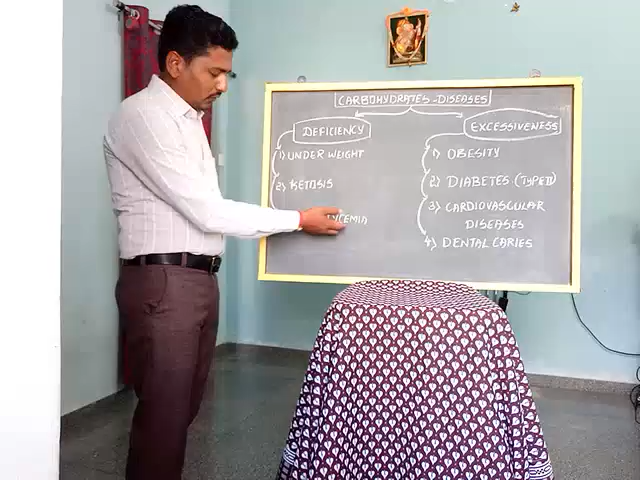 CARBOHYDRATES - DISEASES
DEFICIENCY
1) UNDER WEIGHT
2) KETOSIS
EXCESSIVENESS
1) OBESITY
2) DIABETES (TYPE II)
3) CARDIOVASCULAR
DISEASES
4) DENTAL CARIES